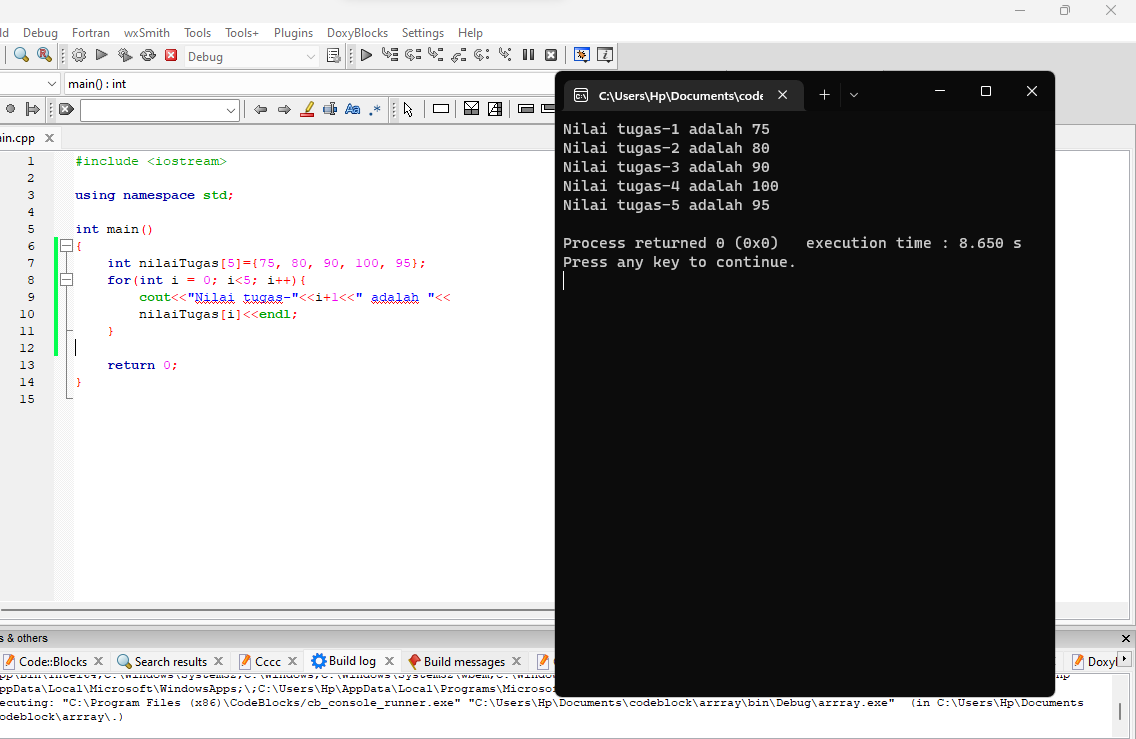 ld Debug Fortran wxSmith Tools Tools+ Plugins DoxyBlocks Settings Help
Debug
main() : int
in.cpp
1 #include <iostream>
2
3 using namespace std;
4
5 int main()
6 {
7 int nilaiTugas[5]={75, 80, 90, 100, 95};
8 for(int i = 0; i<5; i++){
9 cout<<"Nilai tugas-"<<i+1<<" adalah "<<
10 nilaiTugas[i]<<endl;
11 }
12
13 return 0;
14 }
15
C:\Users\Hp\Documents\code
Nilai tugas-1 adalah 75
Nilai tugas-2 adalah 80
Nilai tugas-3 adalah 90
Nilai tugas-4 adalah 100
Nilai tugas-5 adalah 95
Process returned 0 (0x0) execution time : 8.650 s
Press any key to continue.
s & others
Code::Blocks Search results Cccc Build log Build messages Doxyl
ppData\Local\Microsoft\WindowsApps;\;C:\Users\Hp\AppData\Local\Programs\Microso
ecuting: "C:\Program Files (x86)\CodeBlocks/cb_console_runner.exe" "C:\Users\Hp\Documents\codeblock\arrray\bin\Debug\arrray.exe" (in C:\Users\Hp\Documents
odeblock\arrray\.)